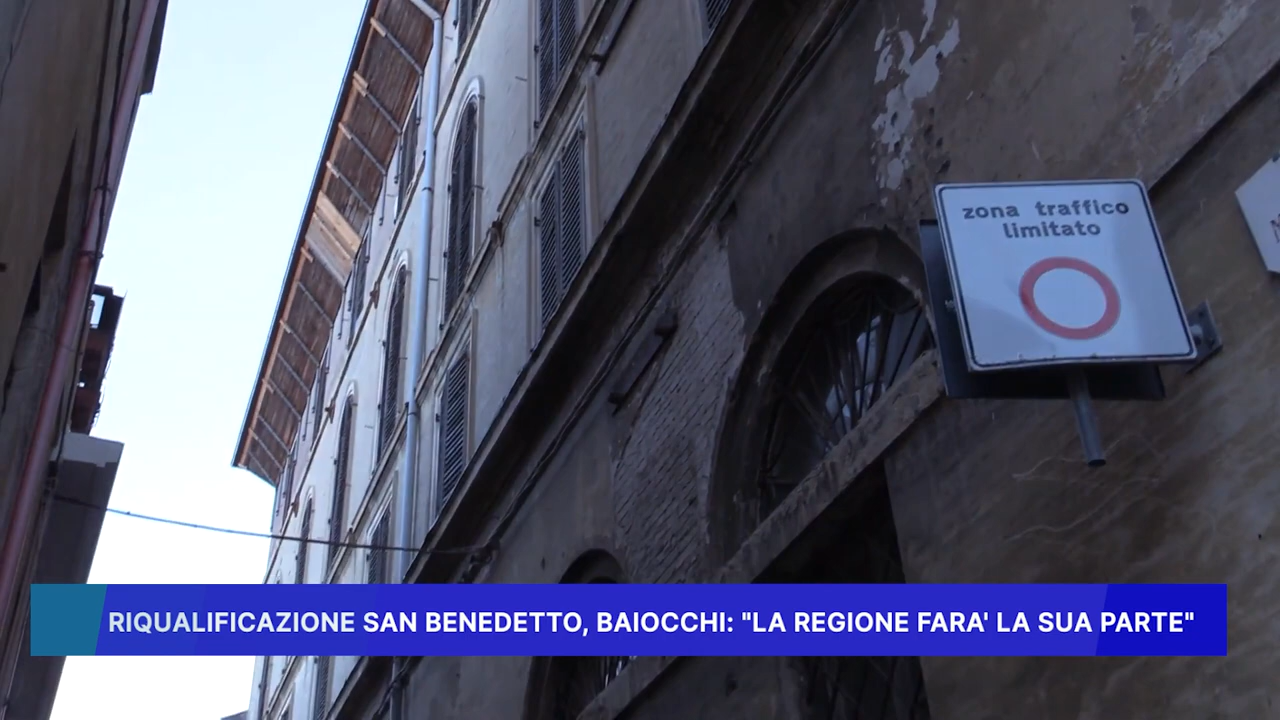 zona traffico
limitato
RIQUALIFICAZIONE SAN BENEDETTO, BAIOCCHI: "LA REGIONE FARA' LA SUA PARTE"